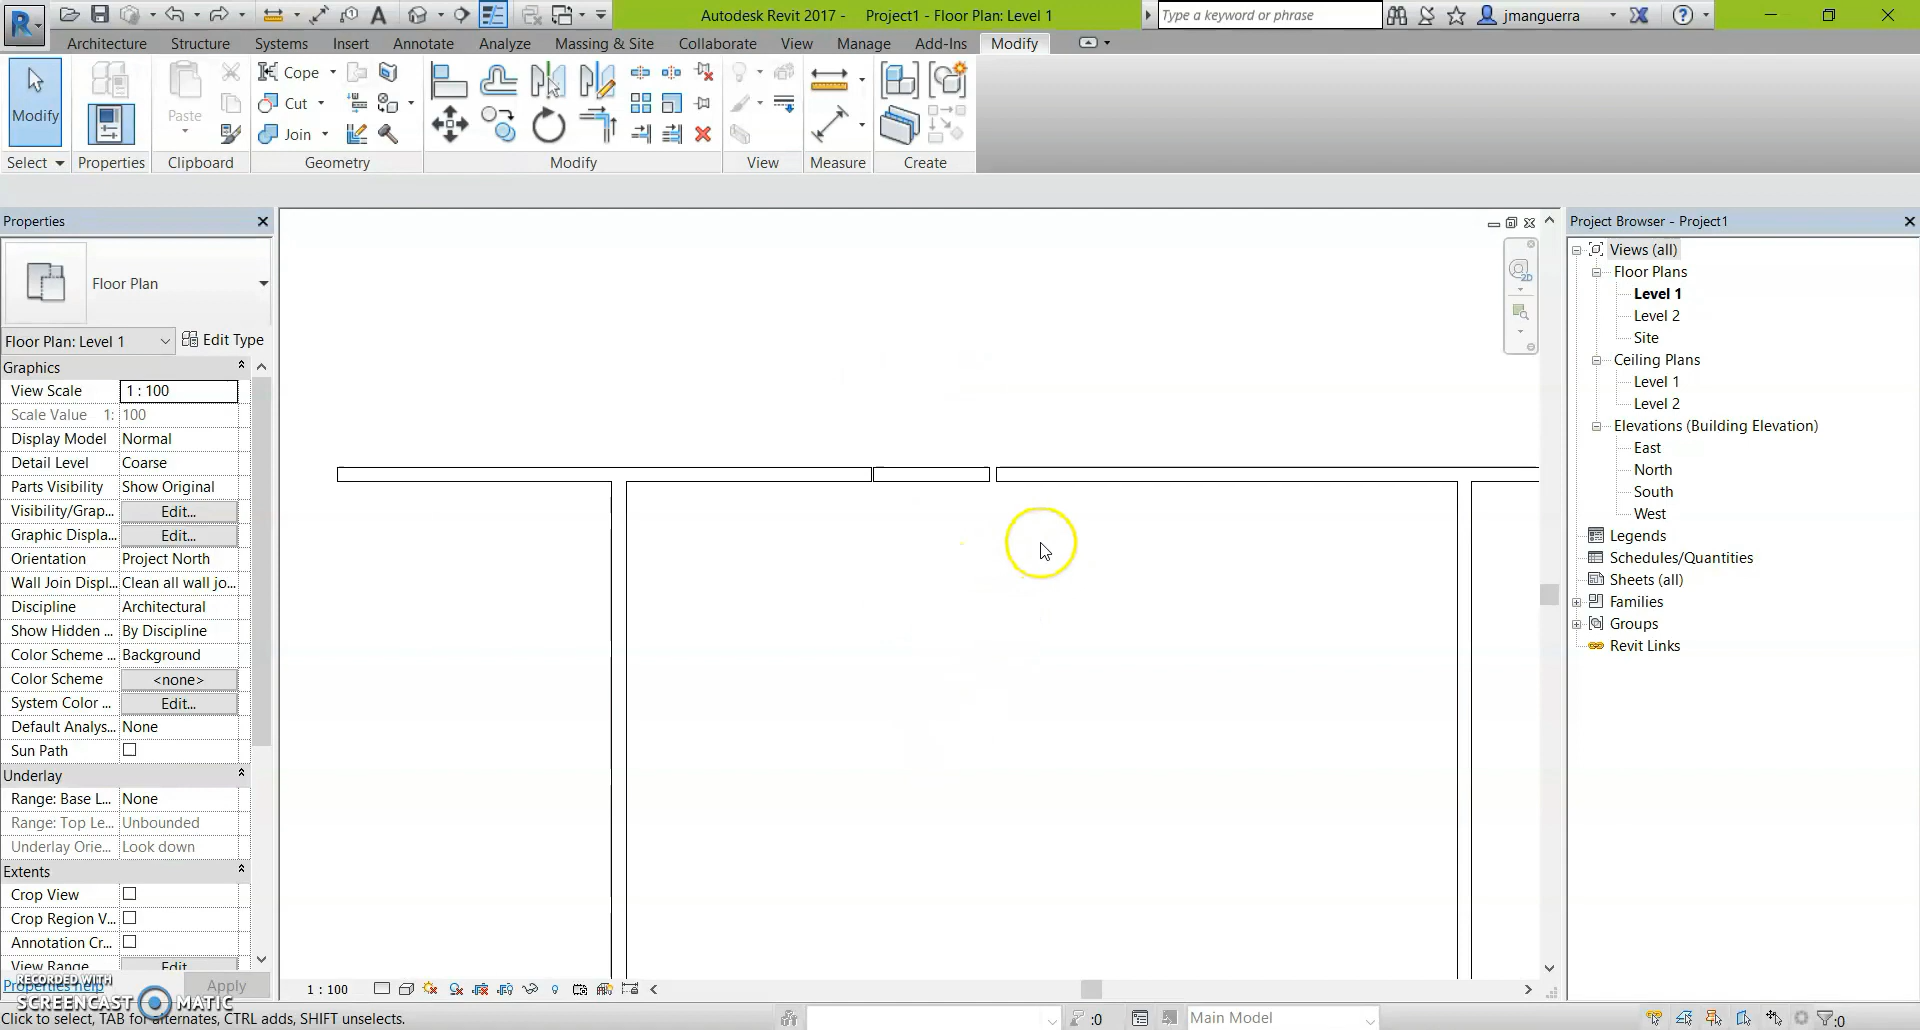 Autodesk Revit 2017 - Project1 - Floor Plan: Level 1
Type a keyword or phrase
jmanguerra
Architecture Structure Systems Insert Annotate Analyze Massing & Site Collaborate View Manage Add-Ins Modify
Modify
Paste
Cope
Cut
Join
Select Properties Clipboard Geometry Modify View Measure Create
Properties
Floor Plan
Floor Plan: Level 1
Edit Type
Graphics
View Scale 1 : 100
Scale Value 1: 100
Display Model Normal
Detail Level Coarse
Parts Visibility Show Original
Visibility/Grap... Edit...
Graphic Displa... Edit...
Orientation Project North
Wall Join Displ... Clean all wall jo...
Discipline Architectural
Show Hidden ... By Discipline
Color Scheme ... Background
Color Scheme <none>
System Color ... Edit...
Default Analys... None
Sun Path
Underlay
Range: Base L... None
Range: Top Le... Unbounded
Underlay Orie... Look down
Extents
Crop View
Crop Region V...
Annotation Cr...
View Range Edit...
Properties help
Apply
RECORDED WITH
SCREENCAST MATIC
1 : 100
Click to select, TAB for alternates, CTRL adds, SHIFT unselects.
:0
Main Model
:0
Project Browser - Project1
Views (all)
Floor Plans
Level 1
Level 2
Site
Ceiling Plans
Level 1
Level 2
Elevations (Building Elevation)
East
North
South
West
Legends
Schedules/Quantities
Sheets (all)
Families
Groups
Revit Links
2D